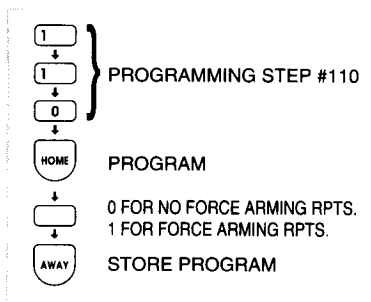 1
1
PROGRAMMING STEP #110
0
HOME PROGRAM
0 FOR NO FORCE ARMING RPTS.
1 FOR FORCE ARMING RPTS.
AWAY STORE PROGRAM